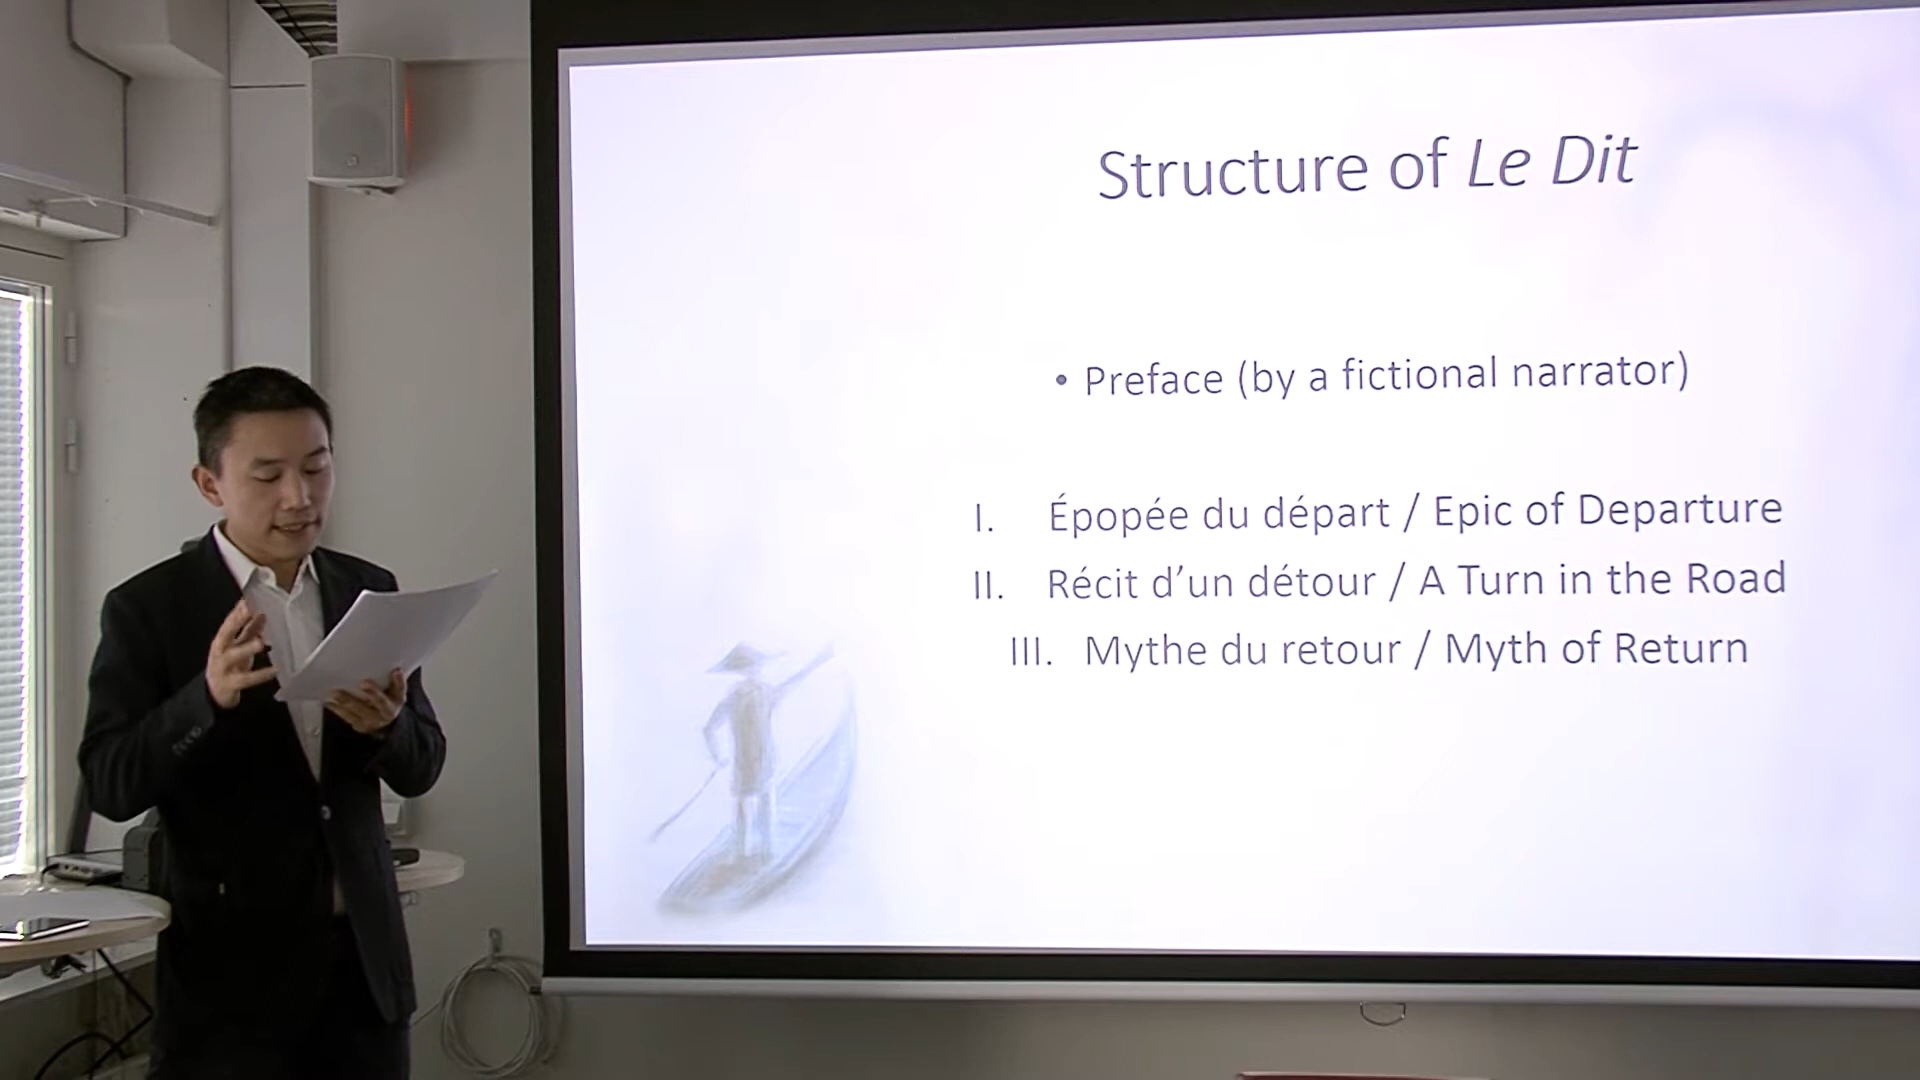 Structure of Le Dit
• Preface (by a fictional narrator)
I. Épopée du départ / Epic of Departure
II. Récit d’un détour / A Turn in the Road
III. Mythe du retour / Myth of Return